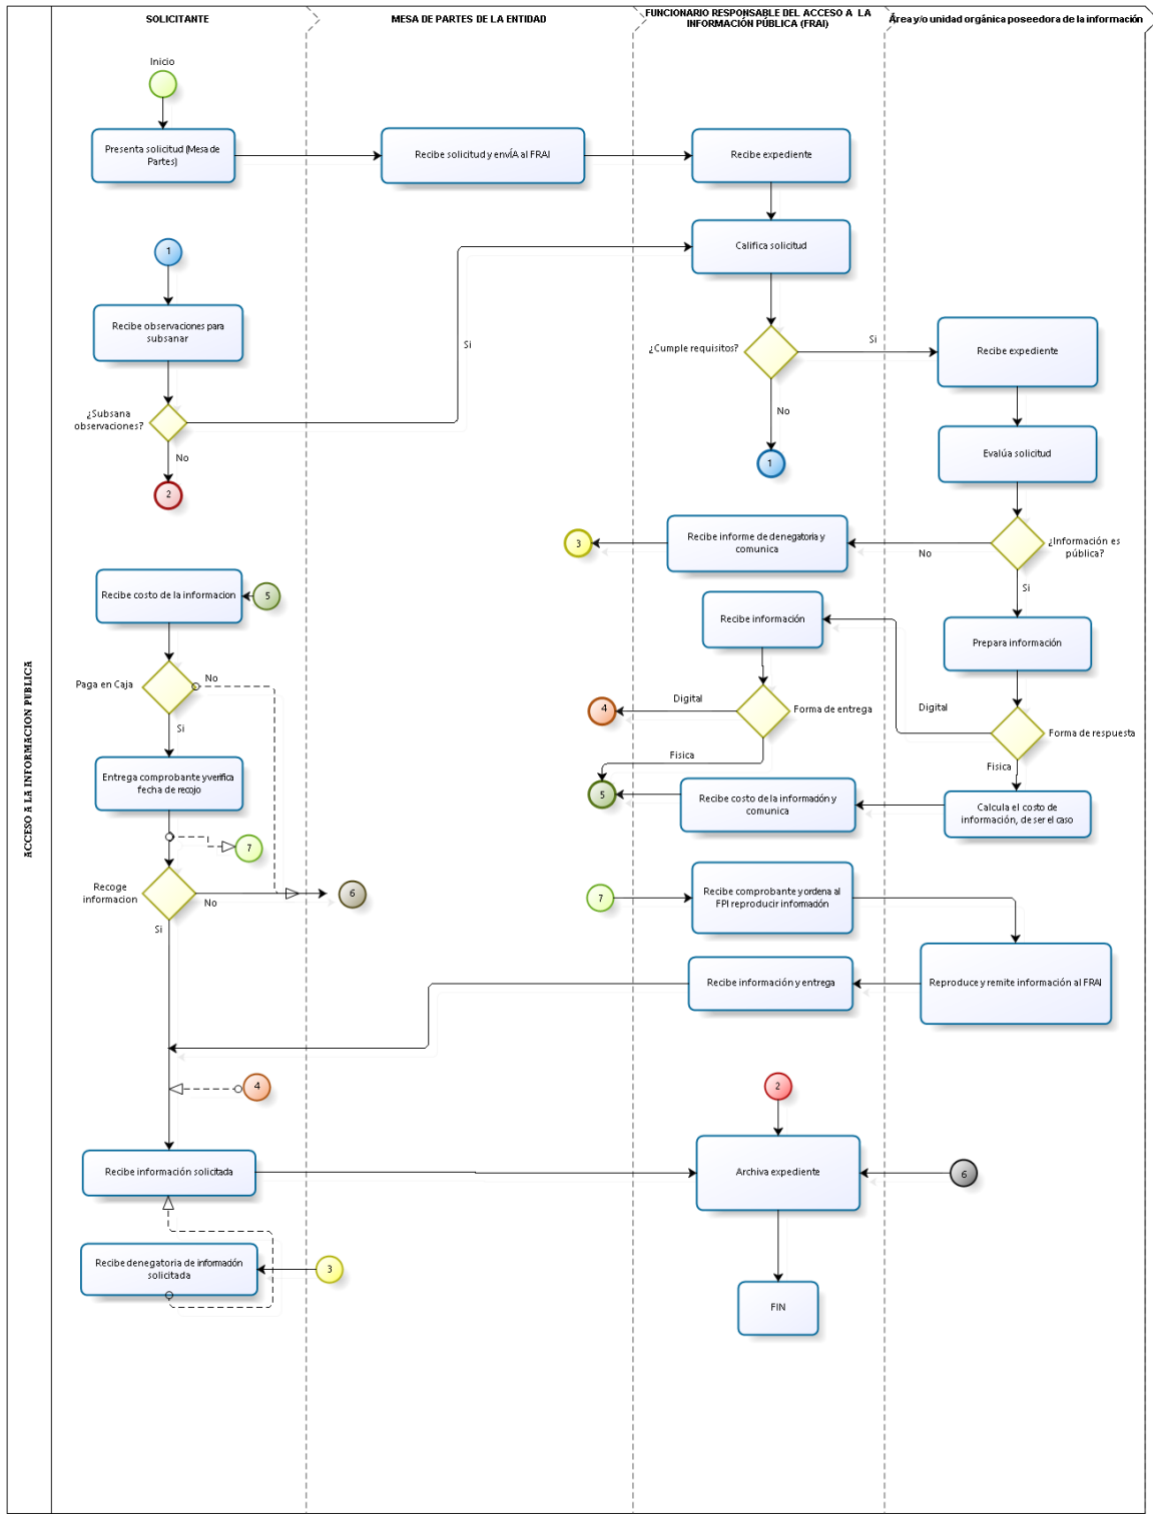 SOLICITANTE
MESA DE PARTES DE LA ENTIDAD
FUNCIONARIO RESPONSABLE DEL ACCESO A LA
INFORMACIÓN PÚBLICA (FRAI)
Área y/o unidad orgánica poseedora de la información
ACCESO A LA INFORMACION PUBLICA
Inicio
Presenta solicitud (Mesa de
Partes)
Recibe solicitud y envÍA al FRAI
Recibe expediente
1
Califica solicitud
Recibe observaciones para
subsanar
Si
¿Cumple requisitos?
Si
Recibe expediente
¿Subsana
observaciones?
No
No
1
2
Evalúa solicitud
3
Recibe informe de denegatoria y
comunica
No
¿Información es
pública?
Si
Recibe costo de la informacion
5
Recibe información
Prepara información
Paga en Caja
No
Si
4
Digital
Forma de entrega
Digital
Forma de respuesta
Fisica
Fisica
Entrega comprobante y verifica
fecha de recojo
5
Recibe costo de la información y
comunica
Calcula el costo de
información, de ser el caso
7
Recoge
informacion
No
6
Si
7
Recibe comprobante y ordena al
FPI reproducir información
Recibe información y entrega
Reproduce y remite información al FRAI
4
2
Recibe información solicitada
Archiva expediente
6
Recibe denegatoria de información
solicitada
3
FIN